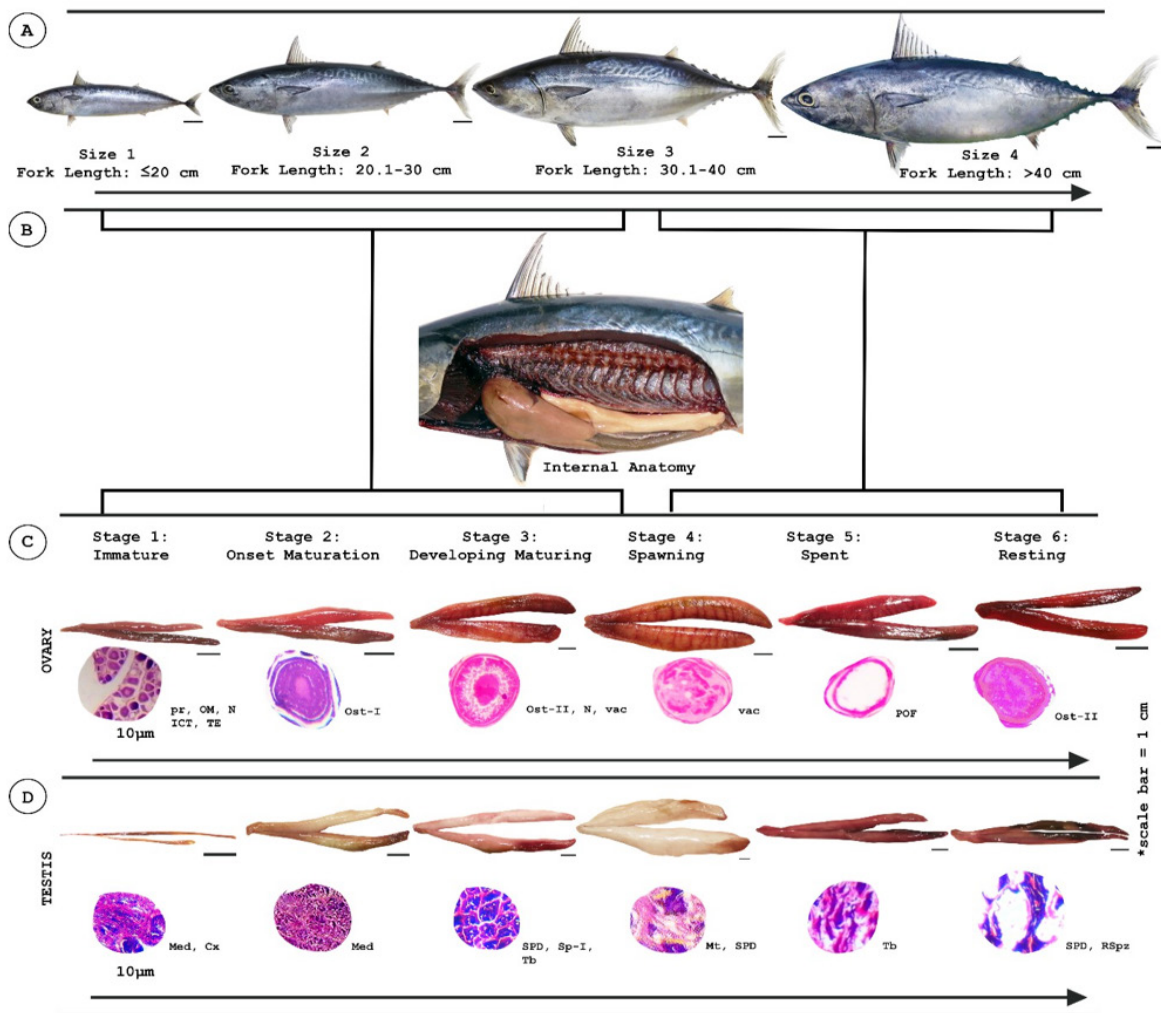 A
Size 1
Fork Length: ≤20 cm
Size 2
Fork Length: 20.1-30 cm
Size 3
Fork Length: 30.1-40 cm
Size 4
Fork Length: >40 cm
B
Internal Anatomy
C
Stage 1:
Immature
Stage 2:
Onset Maturation
Stage 3:
Developing Maturing
Stage 4:
Spawning
Stage 5:
Spent
Stage 6:
Resting
OVARY
pr, OM, N
ICT, TE
10µm
Ost-I
Ost-II, N, vac
vac
POF
Ost-II
*scale bar = 1 cm
D
TESTIS
Med, Cx
10µm
Med
SPD, Sp-I,
Tb
Mt, SPD
Tb
SPD, RSpz